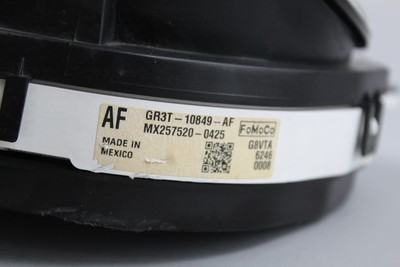 AF GR3T-10849-AF
MX257520-0425 FoMoCo
MADE IN MEXICO
G8VTA
6246
0008